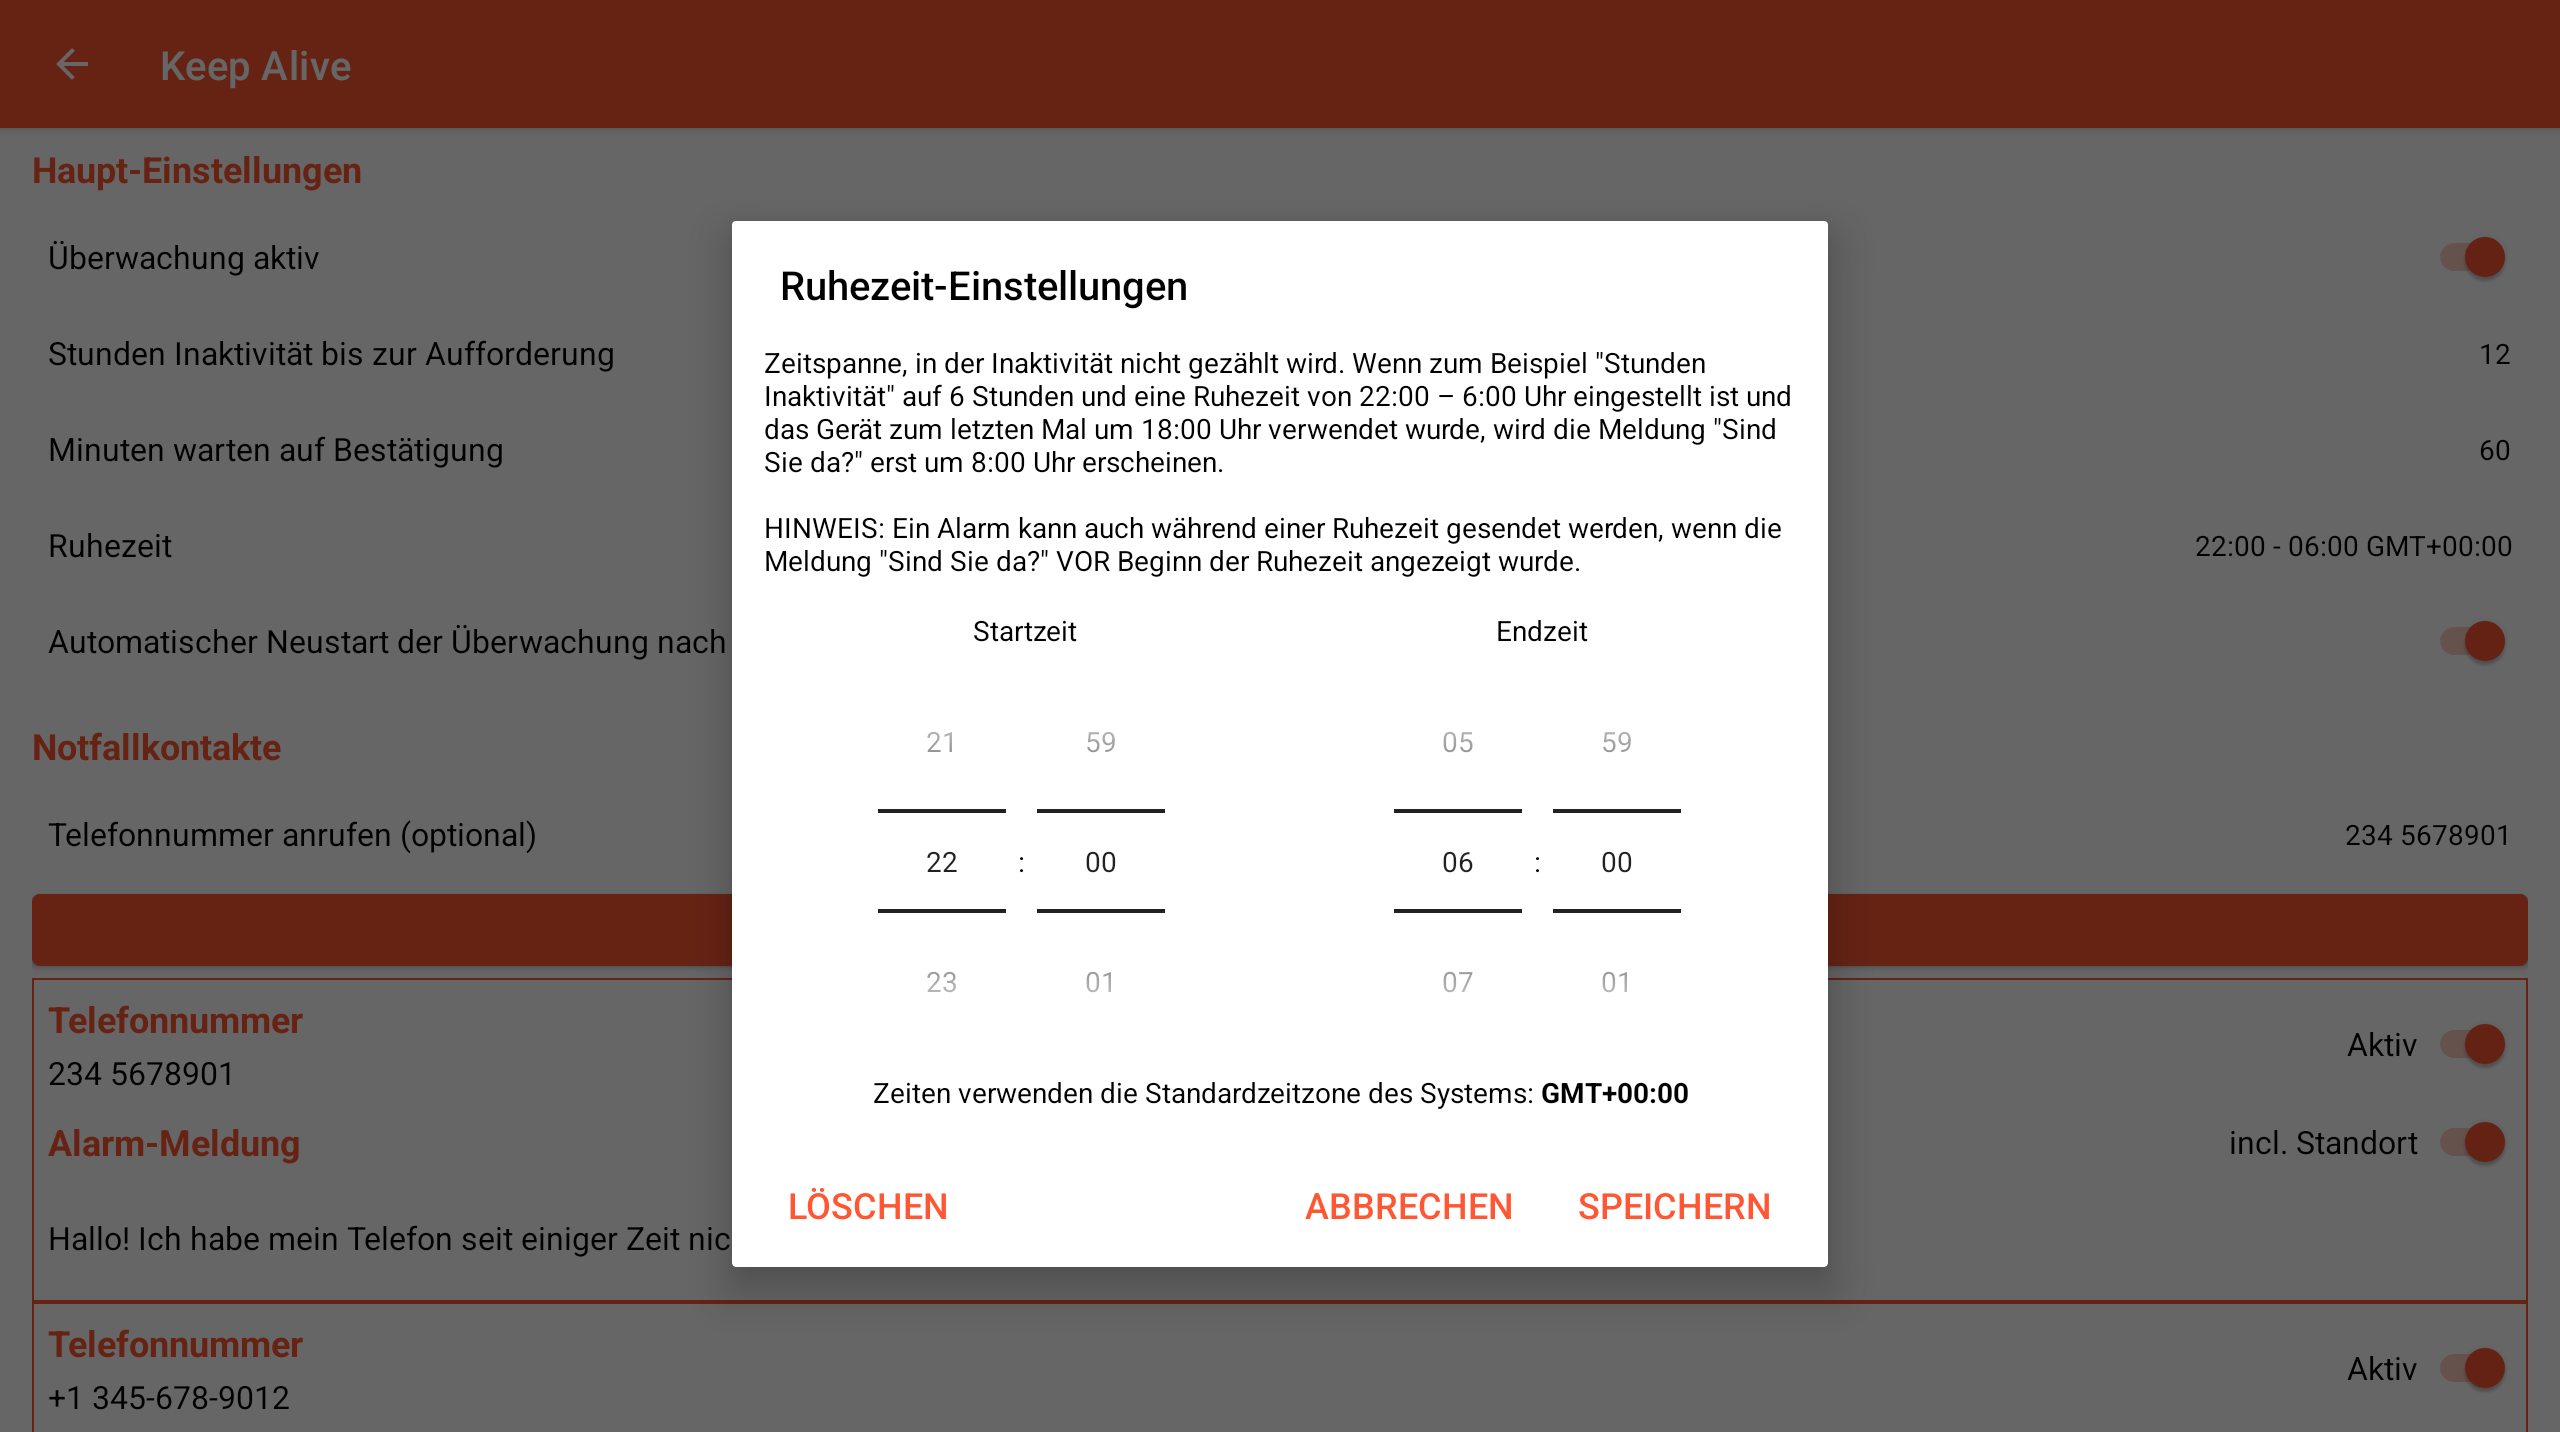 Keep Alive
Haupt-Einstellungen
Überwachung aktiv
Stunden Inaktivität bis zur Aufforderung
12
Minuten warten auf Bestätigung
60
Ruhezeit
22:00 - 06:00 GMT+00:00
Automatischer Neustart der Überwachung nach
Notfallkontakte
Telefonnummer anrufen (optional)
234 5678901
Telefonnummer
234 5678901
Aktiv
Alarm-Meldung
incl. Standort
Hallo! Ich habe mein Telefon seit einiger Zeit nic
Telefonnummer
+1 345-678-9012
Aktiv
Ruhezeit-Einstellungen
Zeitspanne, in der Inaktivität nicht gezählt wird. Wenn zum Beispiel "Stunden
Inaktivität" auf 6 Stunden und eine Ruhezeit von 22:00 – 6:00 Uhr eingestellt ist und
das Gerät zum letzten Mal um 18:00 Uhr verwendet wurde, wird die Meldung "Sind
Sie da?" erst um 8:00 Uhr erscheinen.
HINWEIS: Ein Alarm kann auch während einer Ruhezeit gesendet werden, wenn die
Meldung "Sind Sie da?" VOR Beginn der Ruhezeit angezeigt wurde.
Startzeit Endzeit
21 59 05 59
22 : 00 06 : 00
23 01 07 01
Zeiten verwenden die Standardzeitzone des Systems: GMT+00:00
LÖSCHEN ABBRECHEN SPEICHERN